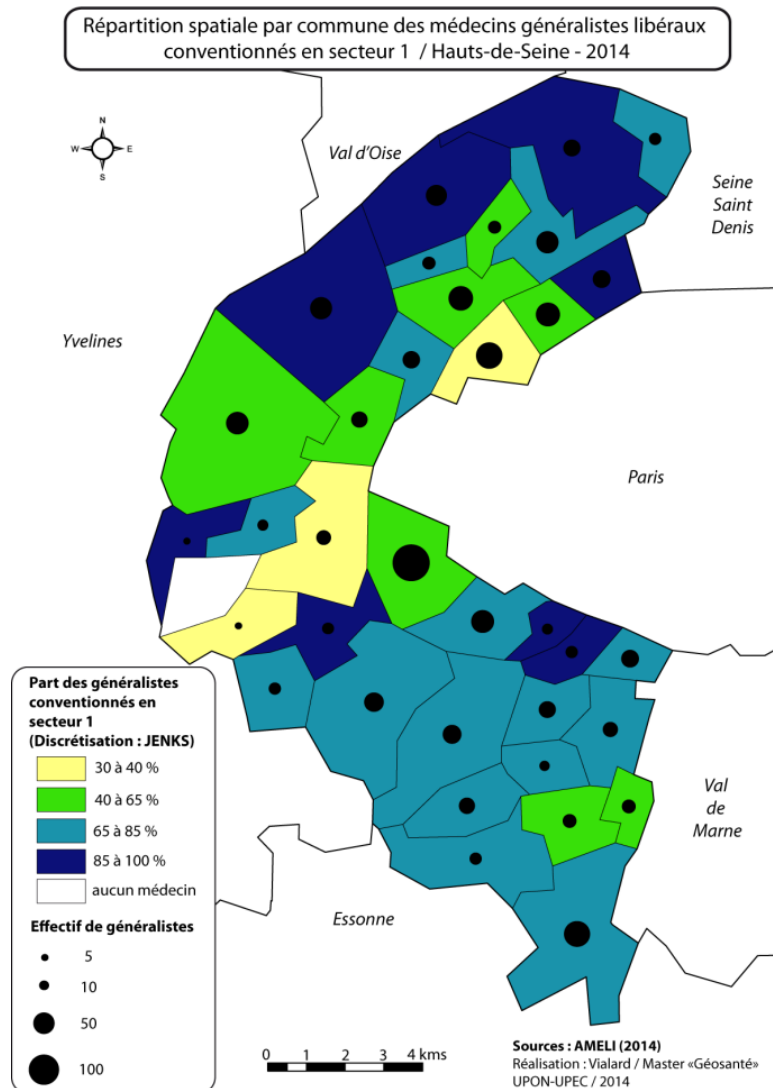 Répartition spatiale par commune des médecins généralistes libéraux
conventionnés en secteur 1 / Hauts-de-Seine - 2014
N
W E
S
Val d'Oise
Seine
Saint
Denis
Yvelines
Paris
Part des généralistes
conventionnés en
secteur 1
(Discrétisation : JENKS)
30 à 40 %
40 à 65 %
65 à 85 %
85 à 100 %
aucun médecin
Effectif de généralistes
5
10
50
100
Val
de
Marne
Essonne
0 1 2 4 kms
Sources : AMELI (2014)
Réalisation : Vialard / Master «Géosanté»
UPON-UPEC / 2014